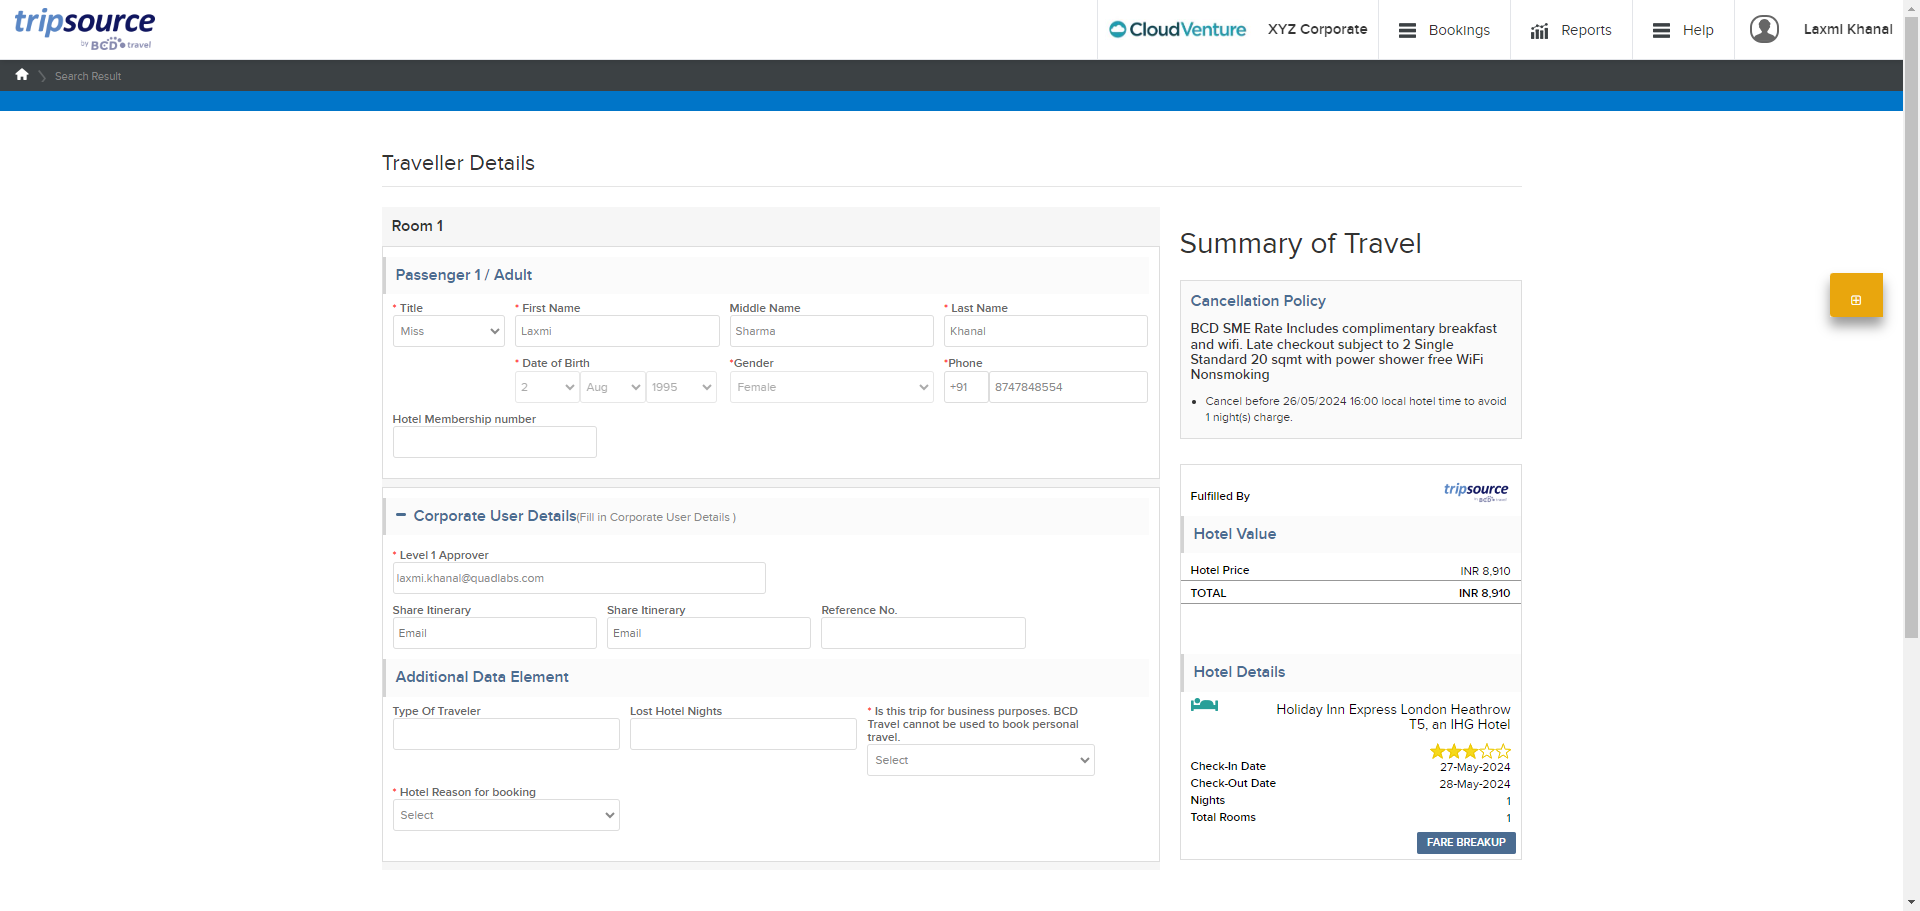 tripsource
by BCD travel
CloudVenture
XYZ Corporate
Bookings
Reports
Help
Laxmi Khanal
Search Result
Traveller Details
Room 1
Passenger 1 / Adult
* Title
* First Name
Middle Name
* Last Name
Miss
Laxmi
Sharma
Khanal
* Date of Birth
*Gender
*Phone
2
Aug
1995
Female
+91
8747848554
Hotel Membership number
Corporate User Details(Fill in Corporate User Details )
* Level 1 Approver
laxmi.khanal@quadlabs.com
Share Itinerary
Share Itinerary
Reference No.
Email
Email
Additional Data Element
Type Of Traveler
Lost Hotel Nights
* Is this trip for business purposes. BCD
Travel cannot be used to book personal
travel.
Select
* Hotel Reason for booking
Select
Summary of Travel
Cancellation Policy
BCD SME Rate Includes complimentary breakfast
and wifi. Late checkout subject to 2 Single
Standard 20 sqmt with power shower free WiFi
Nonsmoking
• Cancel before 26/05/2024 16:00 local hotel time to avoid
1 night(s) charge.
Fulfilled By
tripsource
by BCD travel
Hotel Value
Hotel Price
INR 8,910
TOTAL
INR 8,910
Hotel Details
Holiday Inn Express London Heathrow
T5, an IHG Hotel
Check-In Date
27-May-2024
Check-Out Date
28-May-2024
Nights
1
Total Rooms
1
FARE BREAKUP